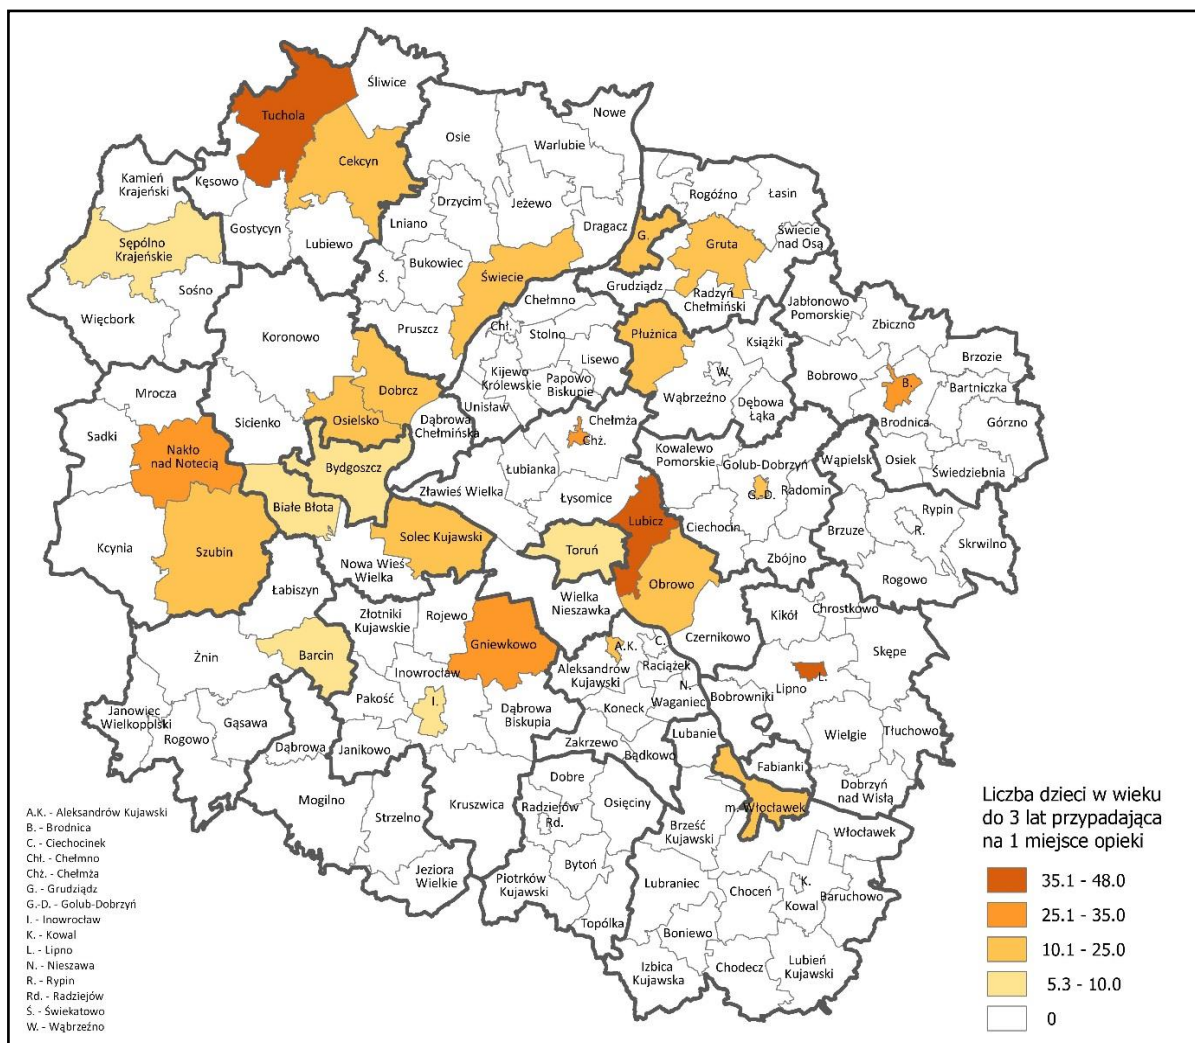 Śliwice
Tuchola
Nowe
Osie
Warlubie
Cekcyn
Kamień
Krajeński
Kęsowo
Rogóźno
Łasin
Drzycim
Jeżewo
Gostycyn
Lubiewo
Lniano
Dragacz
G.
Gruta
Świecie
nad Osą
Sępólno
Krajeńskie
Bukowiec
Ś.
Świecie
Sośno
Grudziądz
Radzyń
Chełmiński
Chełmno
Jabłonowo
Pomorskie
Więcbork
Koronowo
Pruszcz
Chł.
Stolno
Płużnica
Zbiczno
Książki
Lisewo
Brzozie
Kijewo
Królewskie
Papowo
Biskupie
W.
Bobrowo
B.
Bartniczka
Mrocza
Dobrcz
Wąbrzeźno
Dębowa
Łąka
Unisław
Osielsko
Dąbrowa
Chełmińska
Chełmża
Chż.
Brodnica
Górzno
Sadki
Sicienko
Nakło
nad Notecią
Kowalewo
Pomorskie
Golub-Dobrzyń
Wąpielsk
Osiek
Świedziebnia
Bydgoszcz
Łubianka
Zławieś Wielka
Łysomice
G.-D.
Radomin
Białe Błota
Rypin
Lubicz
Ciechocin
Brzuze
R.
Solec Kujawski
Kcynia
Szubin
Toruń
Skrwilno
Nowa Wieś
Wielka
Zbójno
Obrowo
Rogowo
Łabiszyn
Wielka
Nieszawka
Złotniki
Kujawskie
Rojewo
Kikół
Chrostkowo
Gniewkowo
Czernikowo
Żnin
Barcin
A.K.
C.
Skępe
Inowrocław
Aleksandrów
Kujawski
Raciążek
L.
Pakość
N.
Waganiec
Bobrowniki
Lipno
Janowiec
Wielkopolski
Gąsawa
I.
Dąbrowa
Biskupia
Koneck
Rogowo
Dąbrowa
Janikowo
Zakrzewo
Lubanie
Wielgie
Tłuchowo
Bądkowo
Fabianki
Dobre
Dobrzyń
nad Wisłą
Mogilno
Kruszwica
Osięciny
m. Włocławek
Strzelno
Radziejów
Rd.
Brześć
Kujawski
Włocławek
Jeziora
Wielkie
Bytoń
Piotrków
Kujawski
Lubraniec
Choceń
K.
Kowal
Baruchowo
Topólka
Boniewo
Izbica
Kujawska
Chodecz
Lubień
Kujawski
A.K. - Aleksandrów Kujawski
B. - Brodnica
C. - Ciechocinek
Chł. - Chełmno
Chż. - Chełmża
G. - Grudziądz
G.-D. - Golub-Dobrzyń
I. - Inowrocław
K. - Kowal
L. - Lipno
N. - Nieszawa
R. - Rypin
Rd. - Radziejów
Ś. - Świekatowo
W. - Wąbrzeźno
Liczba dzieci w wieku
do 3 lat przypadająca
na 1 miejsce opieki
35.1 - 48.0
25.1 - 35.0
10.1 - 25.0
5.3 - 10.0
0